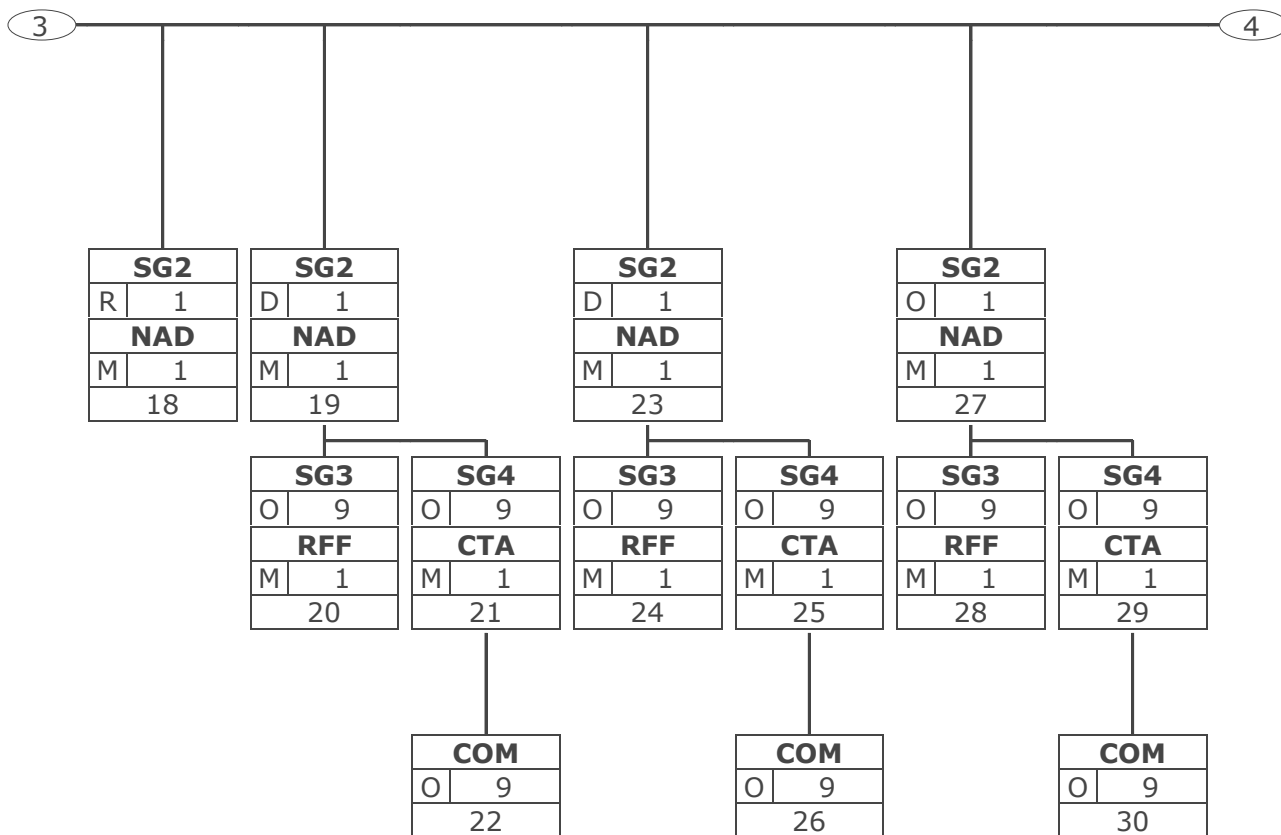 3
4
SG2
R 1
NAD
M 1
18
SG2
D 1
NAD
M 1
19
SG2
D 1
NAD
M 1
23
SG2
O 1
NAD
M 1
27
SG3
O 9
RFF
M 1
20
SG4
O 9
CTA
M 1
21
SG3
O 9
RFF
M 1
24
SG4
O 9
CTA
M 1
25
SG3
O 9
RFF
M 1
28
SG4
O 9
CTA
M 1
29
COM
O 9
22
COM
O 9
26
COM
O 9
30